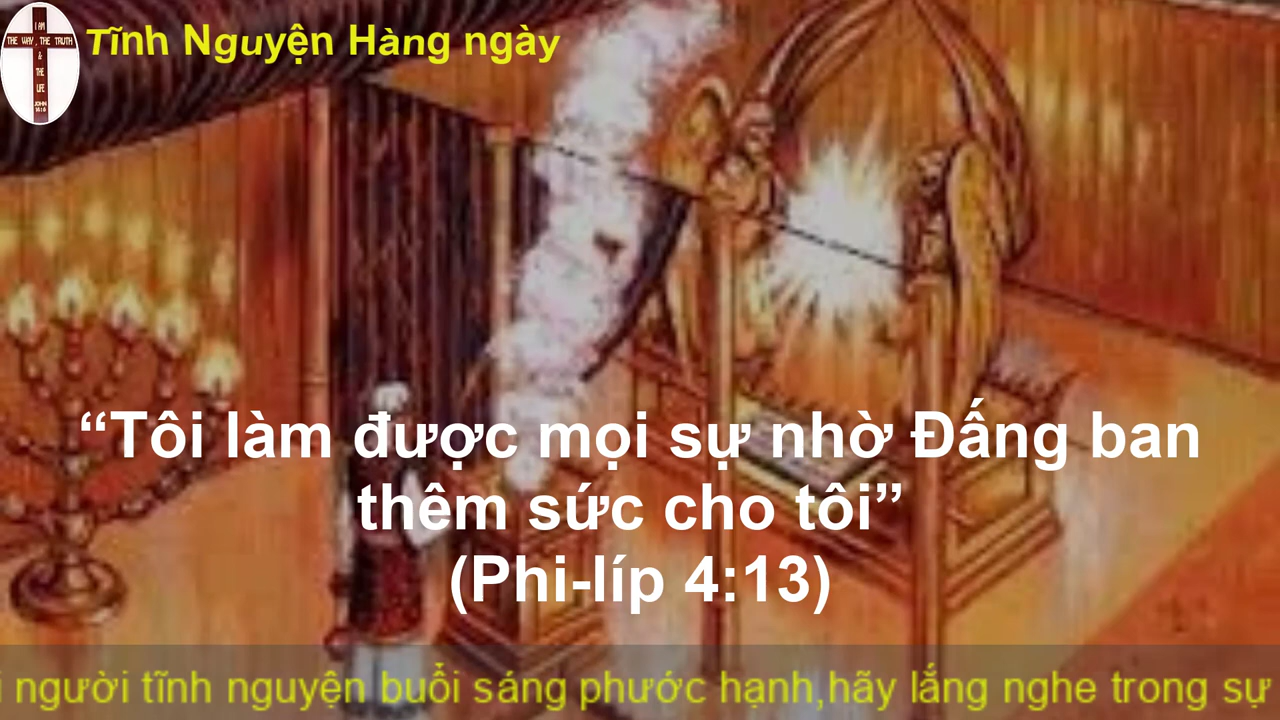 I AM
THE WAY, THE TRUTH
&
THE
LIFE
JOHN
Tĩnh Nguyện Hàng ngày
“Tôi làm được mọi sự nhờ Đấng ban
thêm sức cho tôi”
(Phi-líp 4:13)
i người tĩnh nguyện buổi sáng phước hạnh,hãy lắng nghe trong sự